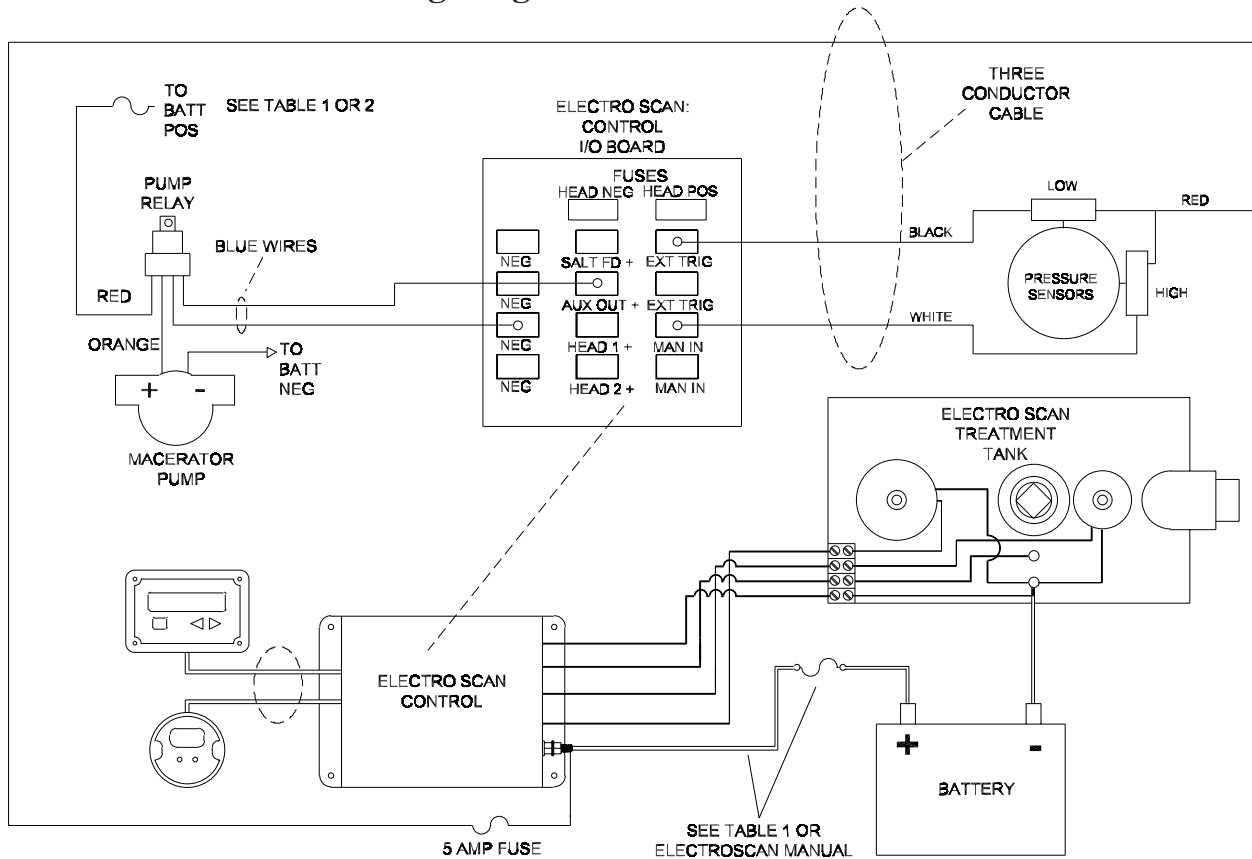 TO
BATT
POS
SEE TABLE 1 OR 2
PUMP
RELAY
BLUE WIRES
RED
ORANGE
TO
BATT
NEG
+ -
MACERATOR
PUMP
ELECTRO SCAN:
CONTROL
I/O BOARD
FUSES
HEAD NEG HEAD POS
NEG SALT FD + EXT TRIG
NEG AUX OUT + EXT TRIG
NEG HEAD 1 + MAN IN
NEG HEAD 2 + MAN IN
THREE
CONDUCTOR
CABLE
LOW
RED
BLACK
PRESSURE
SENSORS
HIGH
WHITE
ELECTRO SCAN
TREATMENT
TANK
ELECTRO SCAN
CONTROL
+ -
BATTERY
5 AMP FUSE
SEE TABLE 1 OR
ELECTROSCAN MANUAL